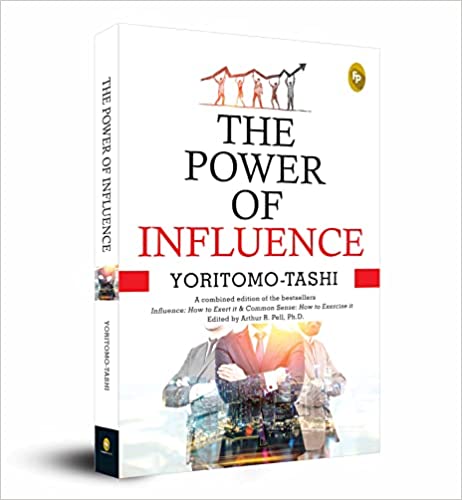 THE POWER OF INFLUENCE
YORITOMO-TASHI
FP
THE
POWER
OF
INFLUENCE
YORITOMO-TASHI
A combined edition of the bestsellers
Influence: How to Exert it & Common Sense: How to Exercise it
Edited by Arthur R. Pell, Ph.D.